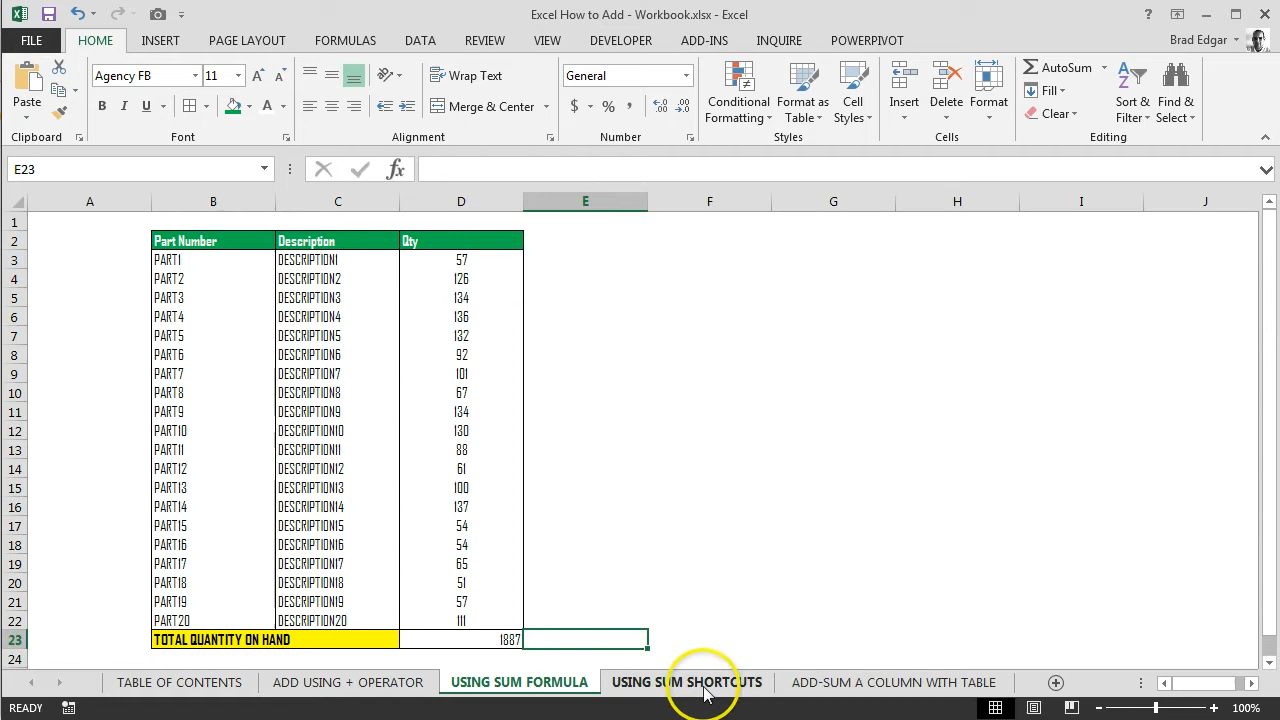 Excel How to Add - Workbook.xlsx - Excel
FILE HOME INSERT PAGE LAYOUT FORMULAS DATA REVIEW VIEW DEVELOPER ADD-INS INQUIRE POWERPIVOT Brad Edgar
Agency FB 11 Wrap Text General AutoSum
Fill
Paste B I U Merge & Center $ % , Conditional Formatting Format as Table Cell Styles Insert Delete Format Clear Sort & Filter Find & Select
Clipboard Font Alignment Number Styles Cells Editing
E23 fx
A B C D E F G H I J
1
2 Part Number Description Qty
3 PART1 DESCRIPTION1 57
4 PART2 DESCRIPTION2 126
5 PART3 DESCRIPTION3 134
6 PART4 DESCRIPTION4 136
7 PART5 DESCRIPTION5 132
8 PART6 DESCRIPTION6 92
9 PART7 DESCRIPTION7 101
10 PART8 DESCRIPTION8 67
11 PART9 DESCRIPTION9 134
12 PART10 DESCRIPTION10 130
13 PART11 DESCRIPTION11 88
14 PART12 DESCRIPTION12 61
15 PART13 DESCRIPTION13 100
16 PART14 DESCRIPTION14 137
17 PART15 DESCRIPTION15 54
18 PART16 DESCRIPTION16 54
19 PART17 DESCRIPTION17 65
20 PART18 DESCRIPTION18 51
21 PART19 DESCRIPTION19 57
22 PART20 DESCRIPTION20 111
23 TOTAL QUANTITY ON HAND 1887
24
TABLE OF CONTENTS ADD USING + OPERATOR USING SUM FORMULA USING SUM SHORTCUTS ADD-SUM A COLUMN WITH TABLE
READY 100%